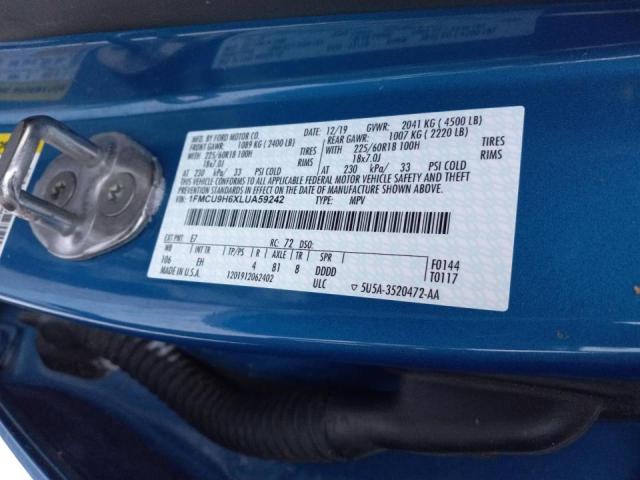 MFD. BY FORD MOTOR CO. 12/19 GVWR: 2041 KG ( 4500 LB)
FRONT GAWR: 1089 KG ( 2400 LB) REAR GAWR: 1007 KG ( 2220 LB)
WITH 225/60R18 100H TIRES WITH 225/60R18 100H TIRES
18x7.0J RIMS 18x7.0J RIMS
AT 230 kPa/ 33 PSI COLD AT 230 kPa/ 33 PSI COLD
THIS VEHICLE CONFORMS TO ALL APPLICABLE FEDERAL MOTOR VEHICLE SAFETY AND THEFT
PREVENTION STANDARDS IN EFFECT ON THE DATE OF MANUFACTURE SHOWN ABOVE.
VIN: 1FMCU9H6XLUA59242 TYPE: MPV
EXT PNT: E7 RC: 72 DSO:
WB INT TR TP/PS R AXLE TR SPR
106 EH 4 81 8 DDDD F0144
MADE IN U.S.A. 1201912062402 ULC T0117
▽ 5U5A-3520472-AA